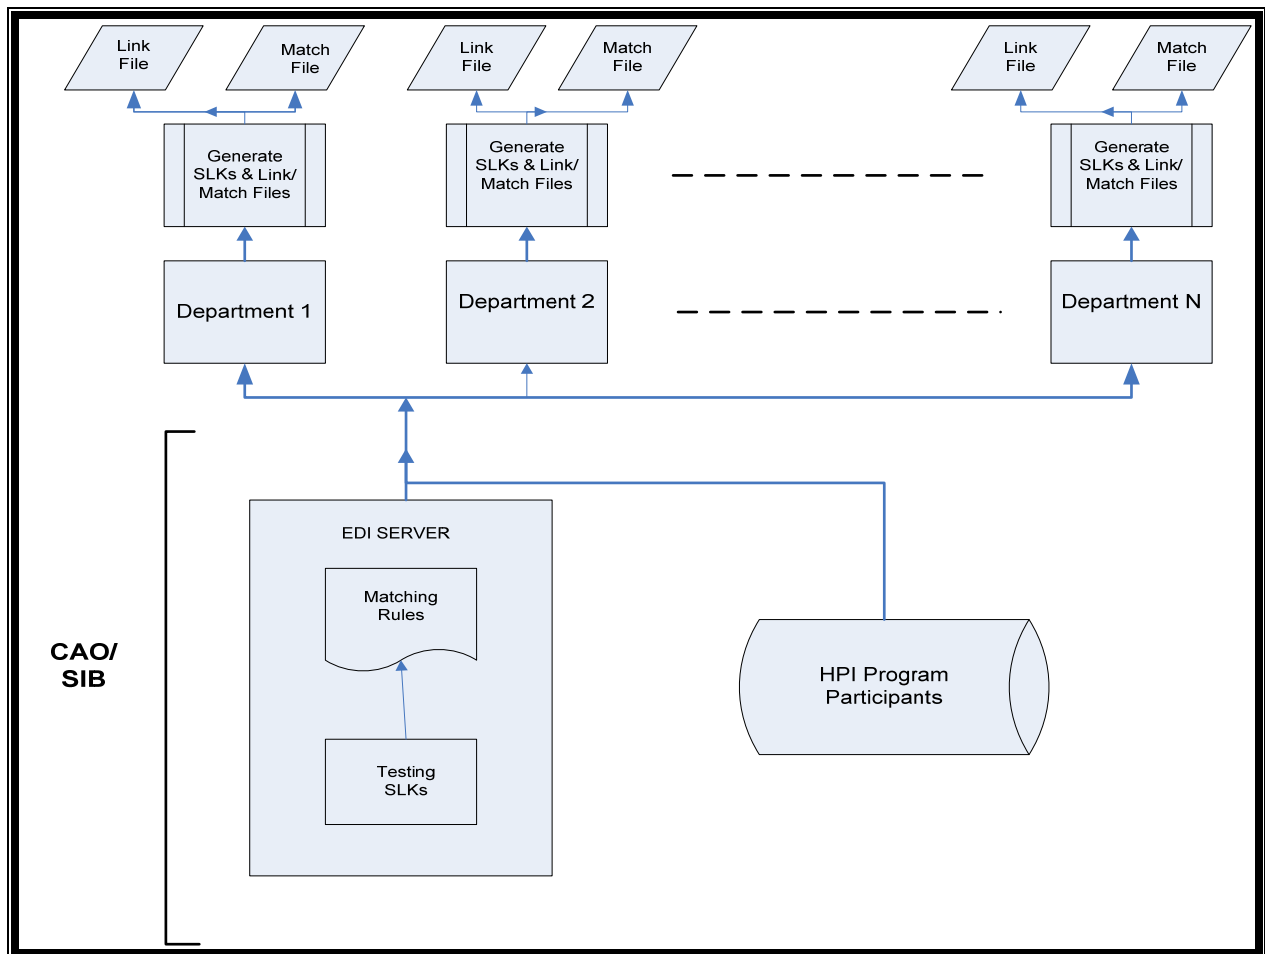 Link
File
Match
File
Link
File
Match
File
Link
File
Match
File
Generate
SLKs & Link/
Match Files
Generate
SLKs & Link/
Match Files
Generate
SLKs & Link/
Match Files
Department 1
Department 2
Department N
EDI SERVER
Matching
Rules
Testing
SLKs
CAO/
SIB
HPI Program
Participants